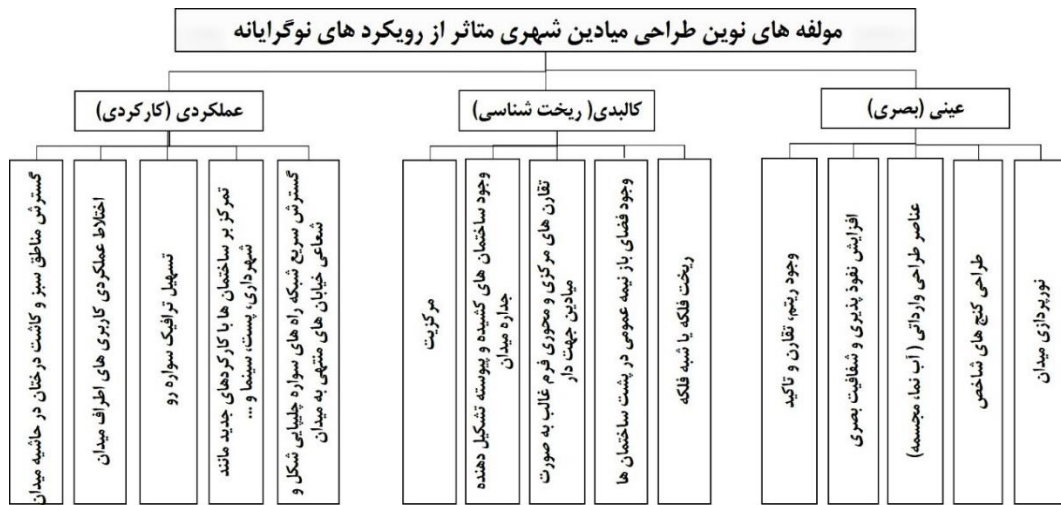 مولفه های نوین طراحی میادین شهری متاثر از رویکرد های نوگرایانه
عینی (بصری)
نورپردازی میدان
طراحی کنج های شاخص
عناصر طراحی وارداتی ( آب نما، مجسمه)
افزایش نفوذ پذیری و شفافیت بصری
وجود ریتم، تقارن و تاکید
کالبدی( ریخت شناسی)
ریخت فلکه یا شبه فلکه
وجود فضای باز نیمه عمومی در پشت ساختمان ها
تقارن های مرکزی و محوری فرم غالب به صورت
میادین جهت دار
وجود ساختمان های کشیده و پیوسته تشکیل دهنده
جداره میدان
مرکزیت
عملکردی (کارکردی)
گسترش سریع شبکه راه های سواره چلیپایی شکل و
شعاعی خیابان های منتهی به میدان
تمرکز بر ساختمان ها با کارکردهای جدید مانند
شهرداری، پست، سینما و ...
تسهیل ترافیک سواره رو
اختلاط عملکردی کاربری های اطراف میدان
گسترش مناطق سبز و کاشت درختان در حاشیه میدان